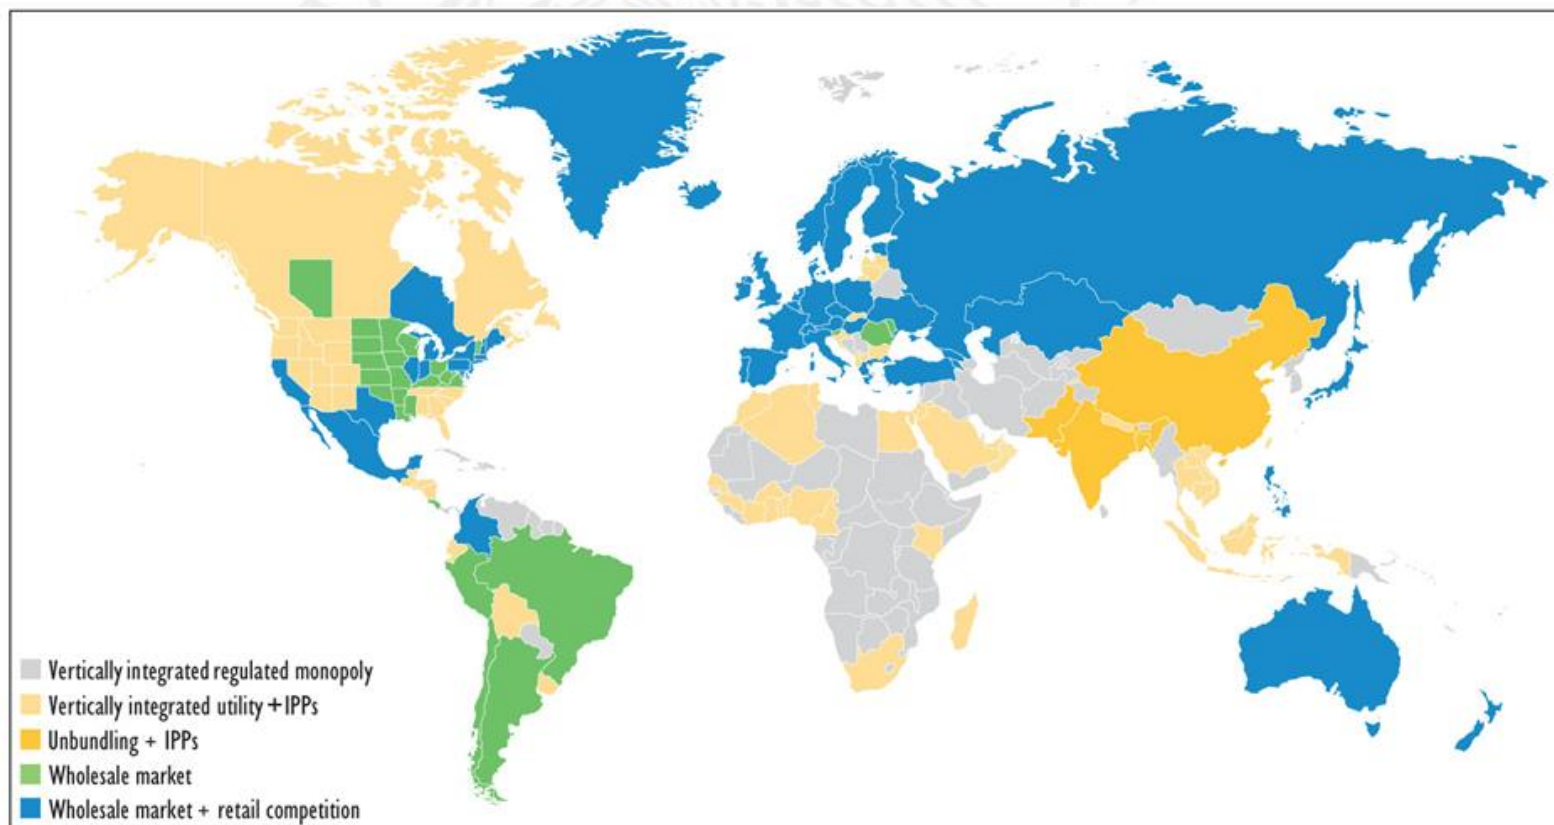 Vertically integrated regulated monopoly
Vertically integrated utility + IPPs
Unbundling + IPPs
Wholesale market
Wholesale market + retail competition